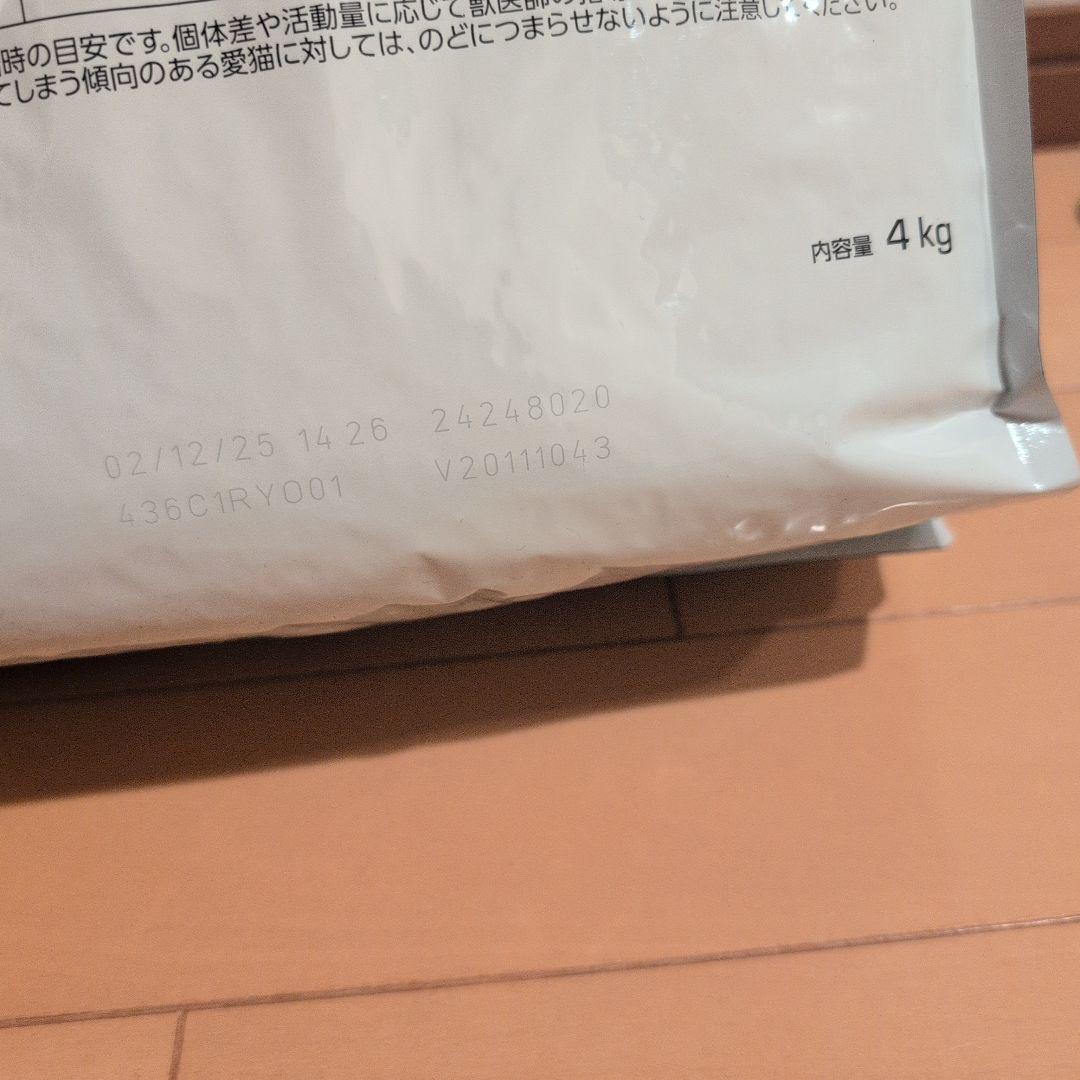 時の目安です。個体差や活動量に応じて獣医師の
てしまう傾向のある愛猫に対しては、のどにつまらせないように注意してください。
内容量 4 kg
02/12/25 14 26 24248020
436C1RY001 V20111043